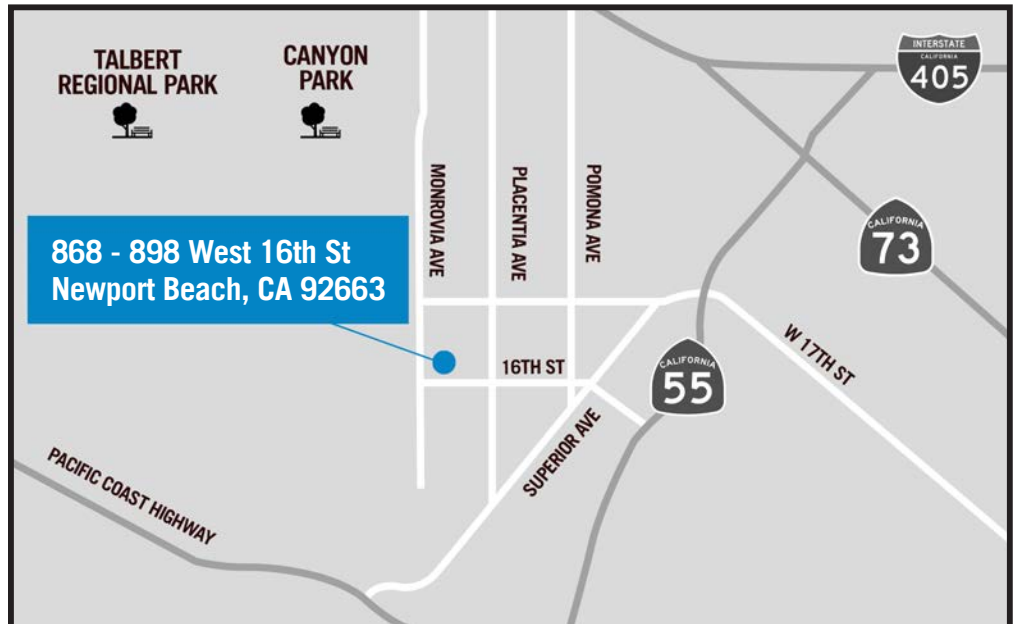 TALBERT
REGIONAL PARK
CANYON
PARK
INTERSTATE
CALIFORNIA
405
MONROVIA AVE
PLACENTIA AVE
POMONA AVE
CALIFORNIA
73
868 - 898 West 16th St
Newport Beach, CA 92663
16TH ST
CALIFORNIA
55
W 17TH ST
SUPERIOR AVE
PACIFIC COAST HIGHWAY